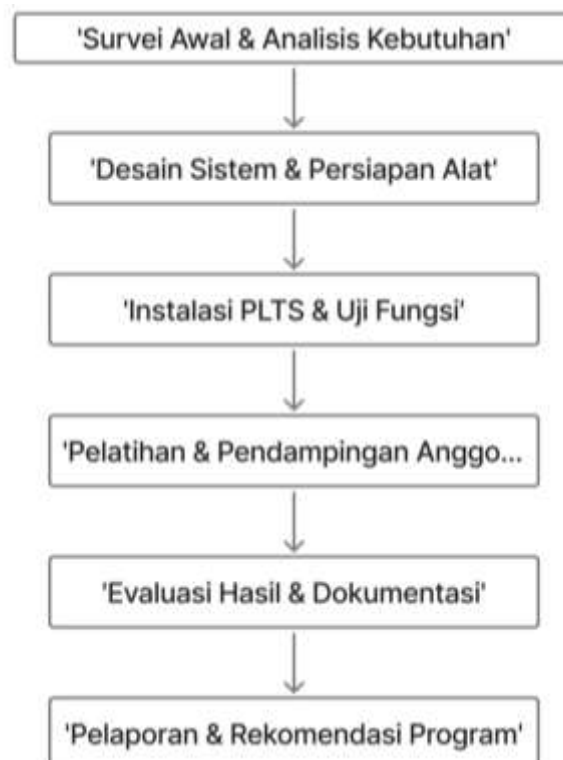 'Survei Awal & Analisis Kebutuhan'
'Desain Sistem & Persiapan Alat'
'Instalasi PLTS & Uji Fungsi'
'Pelatihan & Pendampingan Anggo...
'Evaluasi Hasil & Dokumentasi'
'Pelaporan & Rekomendasi Program'